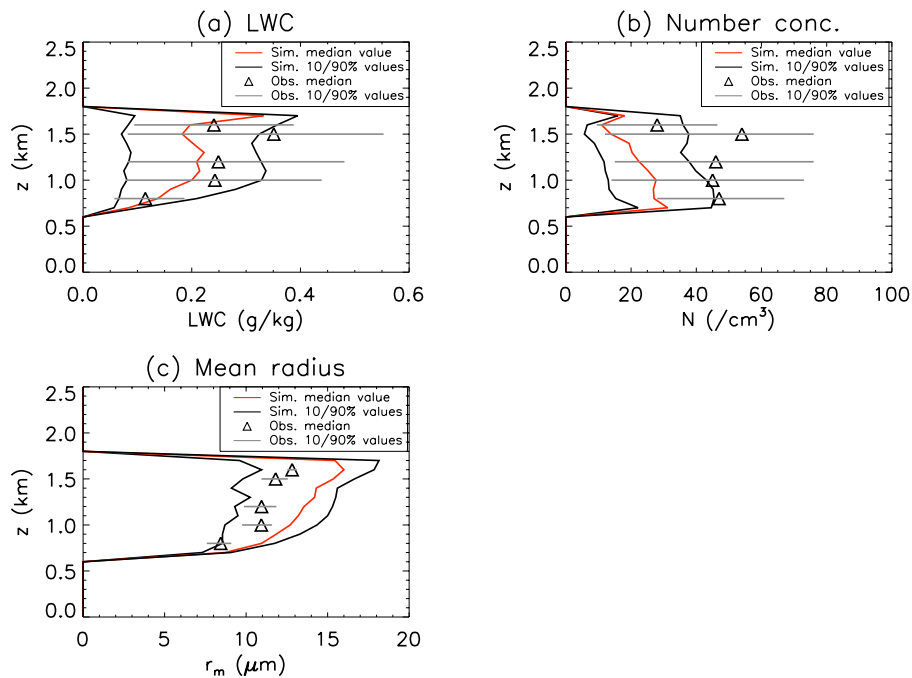 (a) LWC
Sim. median value
Sim. 10/90% values
Obs. median
Obs. 10/90% values
2.5
2.0
1.5
1.0
0.5
0.0
z (km)
0.0 0.2 0.4 0.6
LWC (g/kg)
(b) Number conc.
Sim. median value
Sim. 10/90% values
Obs. median
Obs. 10/90% values
2.5
2.0
1.5
1.0
0.5
0.0
z (km)
0 20 40 60 80 100
N (/cm³)
(c) Mean radius
Sim. median value
Sim. 10/90% values
Obs. median
Obs. 10/90% values
2.5
2.0
1.5
1.0
0.5
0.0
z (km)
0 5 10 15 20
rₘ (μm)